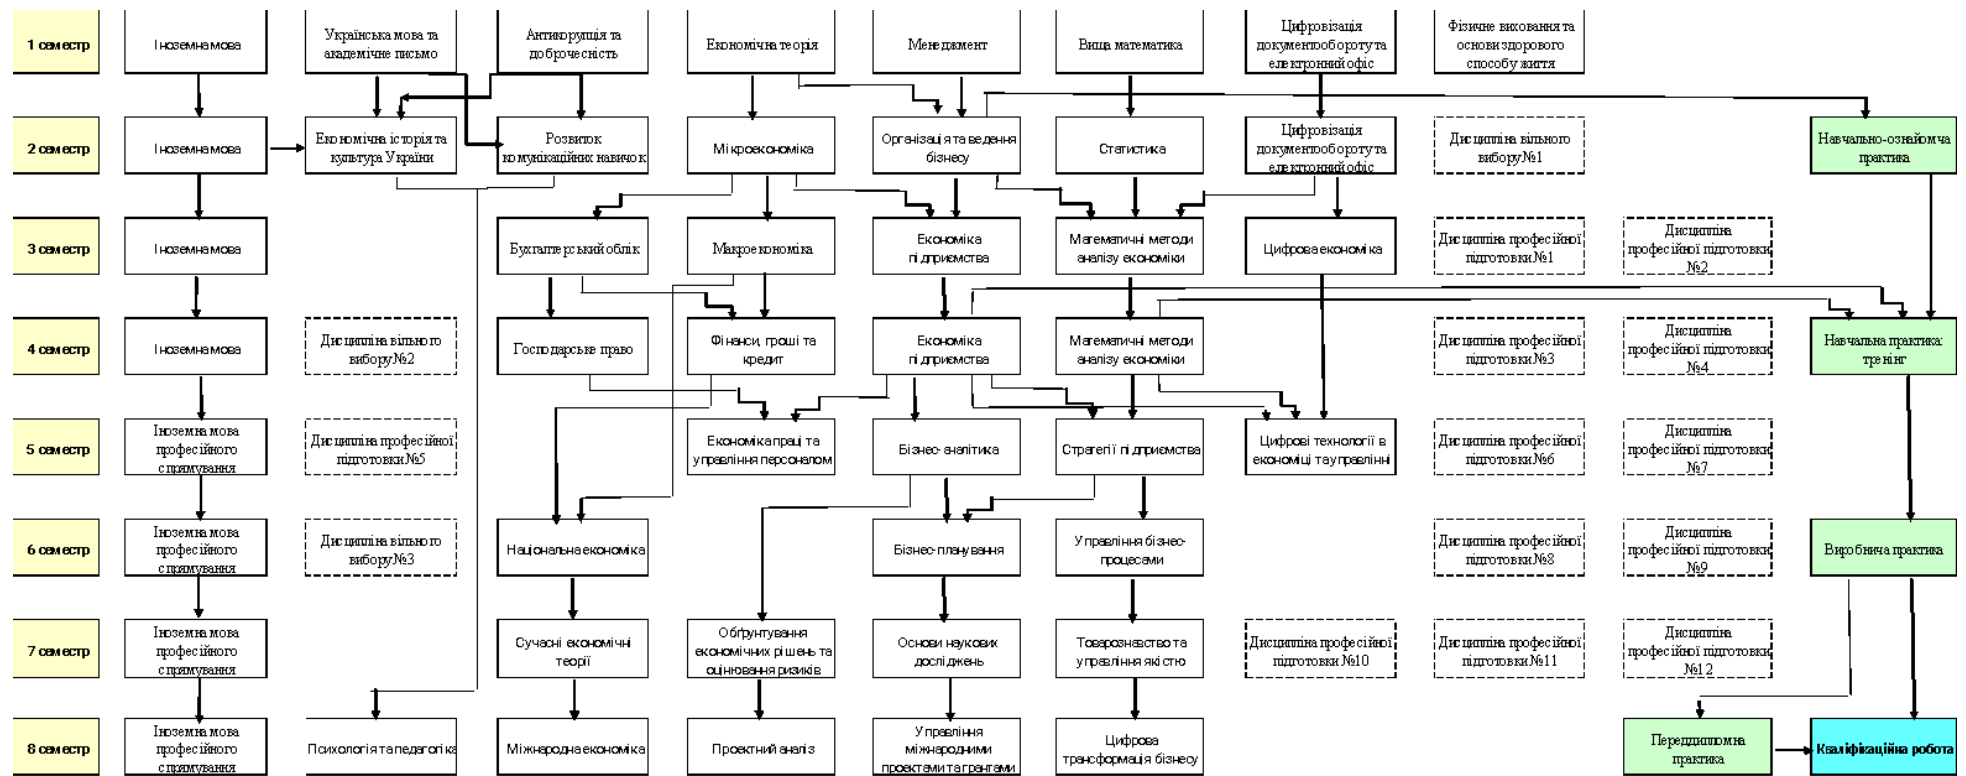 1 семестр
Іноземна мова
Українська мова та
академічне письмо
Антикорупція та
доброчесність
Економічна теорія
Менеджмент
Вища математика
Цифровізація
документообороту та
електронний офіс
Фізичне виховання та
основи здорового
способу життя
2 семестр
Іноземна мова
Економічна історія та
культура України
Розвиток
комунікаційних навичок
Мікроекономіка
Організація та ведення
бізнесу
Статистика
Цифровізація
документообороту та
електронний офіс
Дисципліна вільного
вибору №1
Навчально-ознайомча
практика
3 семестр
Іноземна мова
Бухгалтерський облік
Макроекономіка
Економіка
підприємства
Математичні методи
аналізу економіки
Цифрова економіка
Дисципліна професійної
підготовки №1
Дисципліна
професійної підготовки
№2
4 семестр
Іноземна мова
Дисципліна вільного
вибору №2
Господарське право
Фінанси, гроші та
кредит
Економіка
підприємства
Математичні методи
аналізу економіки
Дисципліна професійної
підготовки №3
Дисципліна
професійної підготовки
№4
Навчальна практика:
тренінг
5 семестр
Іноземна мова
професійного
спрямування
Дисципліна професійної
підготовки №5
Економіка праці та
управління персоналом
Бізнес-аналітика
Стратегії підприємства
Цифрові технології в
економіці та управлінні
Дисципліна професійної
підготовки №6
Дисципліна
професійної підготовки
№7
6 семестр
Іноземна мова
професійного
спрямування
Дисципліна вільного
вибору №3
Національна економіка
Бізнес-планування
Управління бізнес-
процесами
Дисципліна професійної
підготовки №8
Дисципліна
професійної підготовки
№9
Виробнича практика
7 семестр
Іноземна мова
професійного
спрямування
Сучасні економічні
теорії
Обґрунтування
економічних рішень та
оцінювання ризиків
Основи наукових
досліджень
Товарознавство та
управління якістю
Дисципліна професійної
підготовки №10
Дисципліна професійної
підготовки №11
Дисципліна
професійної підготовки
№12
8 семестр
Іноземна мова
професійного
спрямування
Психологія та педагогіка
Міжнародна економіка
Проектний аналіз
Управління
міжнародними
проектами та грантами
Цифрова
трансформація бізнесу
Переддипломна
практика
Кваліфікаційна робота